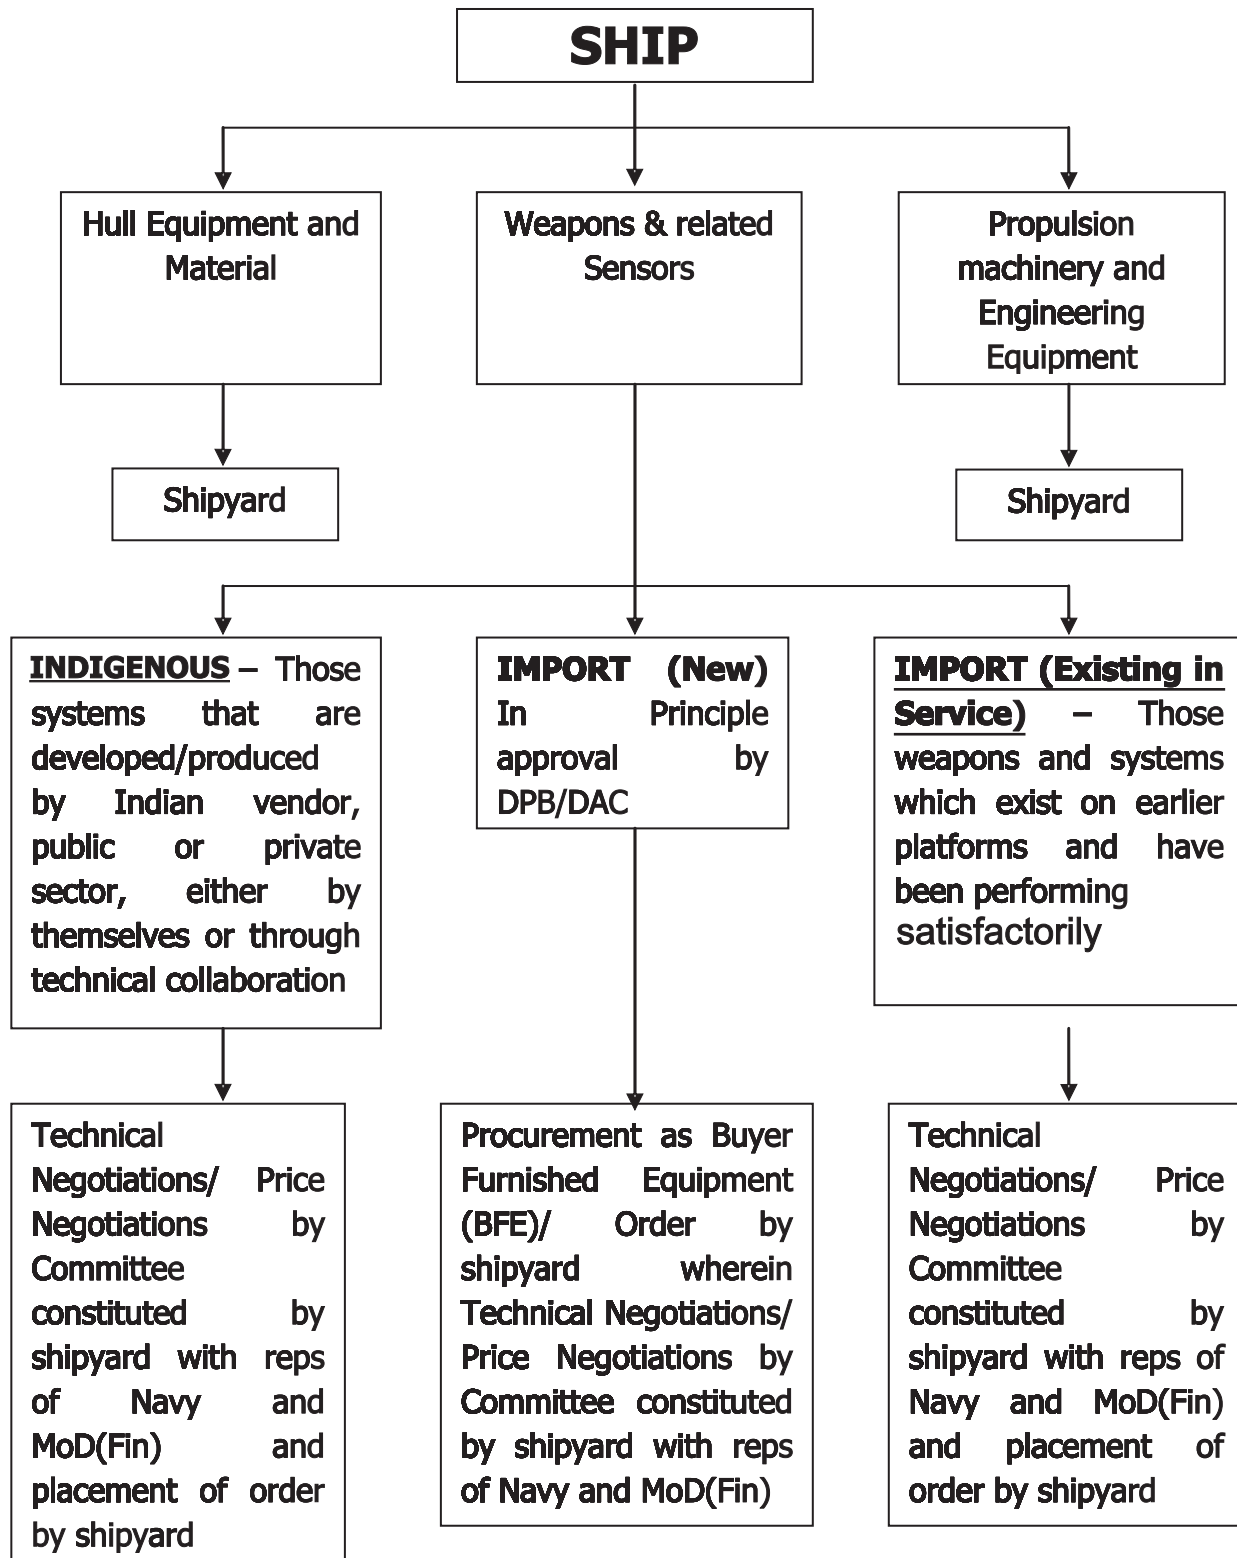 SHIP
Hull Equipment and
Material
Weapons & related
Sensors
Propulsion
machinery and
Engineering
Equipment
Shipyard
Shipyard
INDIGENOUS – Those
systems that are
developed/produced
by Indian vendor,
public or private
sector, either by
themselves or through
technical collaboration
IMPORT (New)
In Principle
approval by
DPB/DAC
IMPORT (Existing in
Service) – Those
weapons and systems
which exist on earlier
platforms and have
been performing
satisfactorily
Technical
Negotiations/ Price
Negotiations by
Committee
constituted by
shipyard with reps
of Navy and
MoD(Fin) and
placement of order
by shipyard
Procurement as Buyer
Furnished Equipment
(BFE)/ Order by
shipyard wherein
Technical Negotiations/
Price Negotiations by
Committee constituted
by shipyard with reps
of Navy and MoD(Fin)
Technical
Negotiations/ Price
Negotiations by
Committee
constituted by
shipyard with reps of
Navy and MoD(Fin)
and placement of
order by shipyard